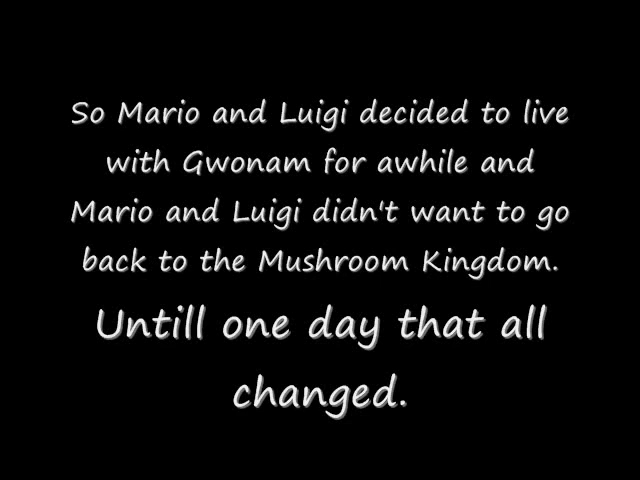 So Mario and Luigi decided to live
with Gwonam for awhile and
Mario and Luigi didn't want to go
back to the Mushroom Kingdom.
Untill one day that all
changed.